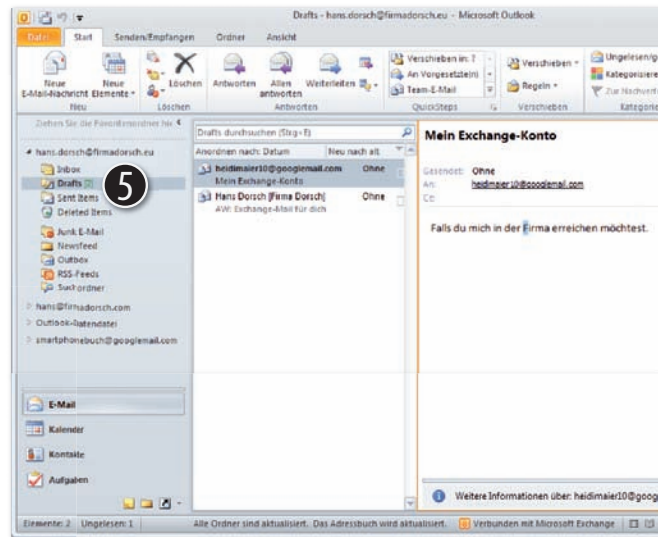 Drafts - hans.dorsch@firmadorsch.eu - Microsoft Outlook
Datei Start Senden/Empfangen Ordner Ansicht
Neue E-Mail-Nachricht
Neue Elemente
Neu
Löschen
Löschen
Antworten
Allen antworten
Weiterleiten
Antworten
Verschieben in: ?
An Vorgesetzte(n)
Team-E-Mail
QuickSteps
Verschieben
Regeln
Verschieben
Ungelesen/g
Kategorisiere
Zur Nachverf
Kategorie
Ziehen Sie die Favoritenordner hie
hans.dorsch@firmadorsch.eu
Inbox
Drafts [2]
5
Sent Items
Deleted Items
Junk E-Mail
Newsfeed
Outbox
RSS-Feeds
Suchordner
hans@firmadorsch.com
Outlook-Datendatei
smartphonebuch@googlemail.com
E-Mail
Kalender
Kontakte
Aufgaben
Drafts durchsuchen (Strg+E)
Anordnen nach: Datum Neu nach alt
heidimaier10@googlemail.com Ohne
Mein Exchange-Konto
Hans Dorsch [Firma Dorsch] Ohne
AW: Exchange-Mail für dich
Mein Exchange-Konto
Gesendet: Ohne
An: heidimaier10@googlemail.com
Cc:
Falls du mich in der Firma erreichen möchtest.
Weitere Informationen über: heidimaier10@goog
Elemente: 2 Ungelesen: 1 Alle Ordner sind aktualisiert. Das Adressbuch wird aktualisiert. Verbunden mit Microsoft Exchange